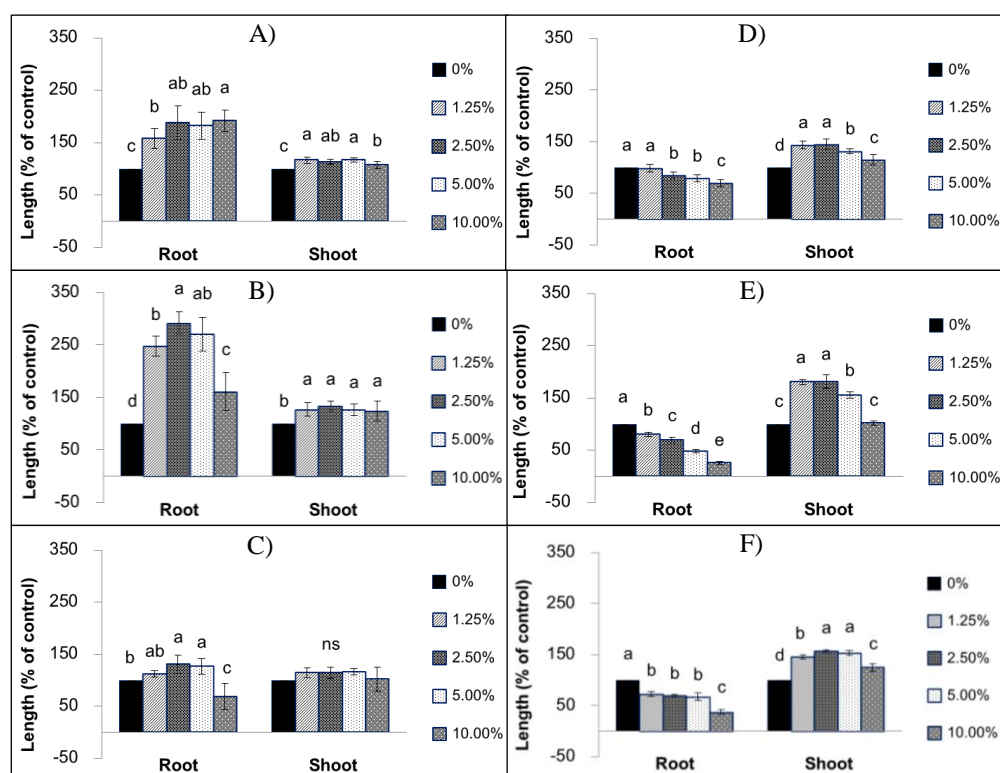 A)
Length (% of control)
350
250
150
50
-50
c b ab ab a
c a ab a b
Root Shoot
0%
1.25%
2.50%
5.00%
10.00%
B)
Length (% of control)
350
250
150
50
-50
d b a ab c
b a a a a
Root Shoot
0%
1.25%
2.50%
5.00%
10.00%
C)
Length (% of control)
350
250
150
50
-50
b ab a a c
ns
Root Shoot
0%
1.25%
2.50%
5.00%
10.00%
D)
Length (% of control)
350
250
150
50
-50
a a b b c
d a a b c
Root Shoot
0%
1.25%
2.50%
5.00%
10.00%
E)
Length (% of control)
350
250
150
50
-50
a b c d e
c a a b c
Root Shoot
0%
1.25%
2.50%
5.00%
10.00%
F)
Length (% of control)
350
250
150
50
-50
a b b b c
d b a a c
Root Shoot
0%
1.25%
2.50%
5.00%
10.00%